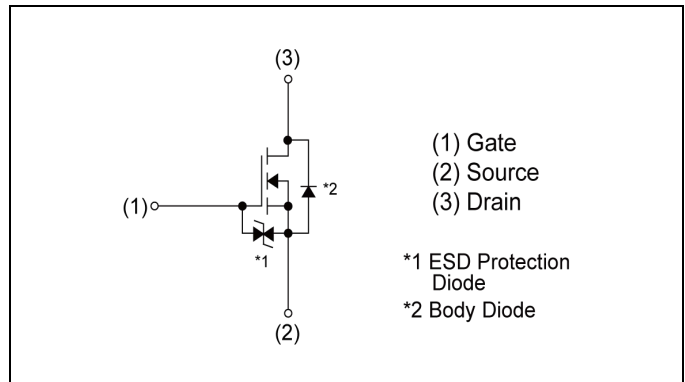 (3)
(1) Gate
(2) Source
*2
(1)
(3) Drain
*1
*1 ESD Protection
Diode
*2 Body Diode
(2)